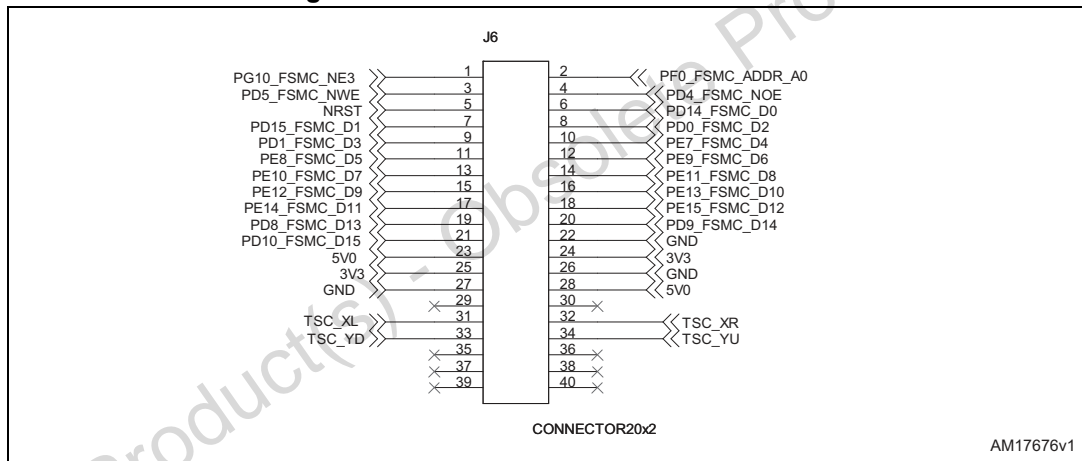 g
J6
PG10_FSMC_NE3 1 2 PF0_FSMC_ADDR_A0
PD5_FSMC_NWE 3 4 PD4_FSMC_NOE
NRST 5 6 PD14_FSMC_D0
PD15_FSMC_D1 7 8 PD0_FSMC_D2
PD1_FSMC_D3 9 10 PE7_FSMC_D4
PE8_FSMC_D5 11 12 PE9_FSMC_D6
PE10_FSMC_D7 13 14 PE11_FSMC_D8
PE12_FSMC_D9 15 16 PE13_FSMC_D10
PE14_FSMC_D11 17 18 PE15_FSMC_D12
PD8_FSMC_D13 19 20 PD9_FSMC_D14
PD10_FSMC_D15 21 22 GND
5V0 23 24 3V3
3V3 25 26 GND
GND 27 28 5V0
29 30
TSC_XL 31 32 TSC_XR
TSC_YD 33 34 TSC_YU
35 36
37 38
39 40
CONNECTOR20x2
AM17676v1
Product(s) - Obsolete Pro